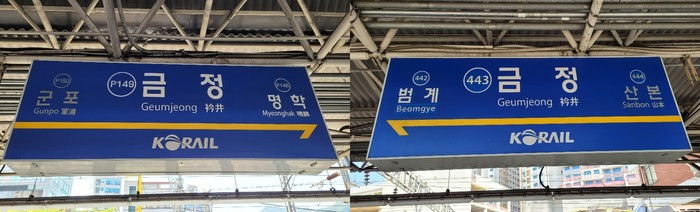 P150
군포
Gunpo 軍浦
P149 금정
Geumjeong 衿井
P148
명학
Myeonghak 鳴鶴
KORAIL
442
범계
Beomgye
443 금정
Geumjeong 衿井
444
산본
Sanbon 山本
KORAIL